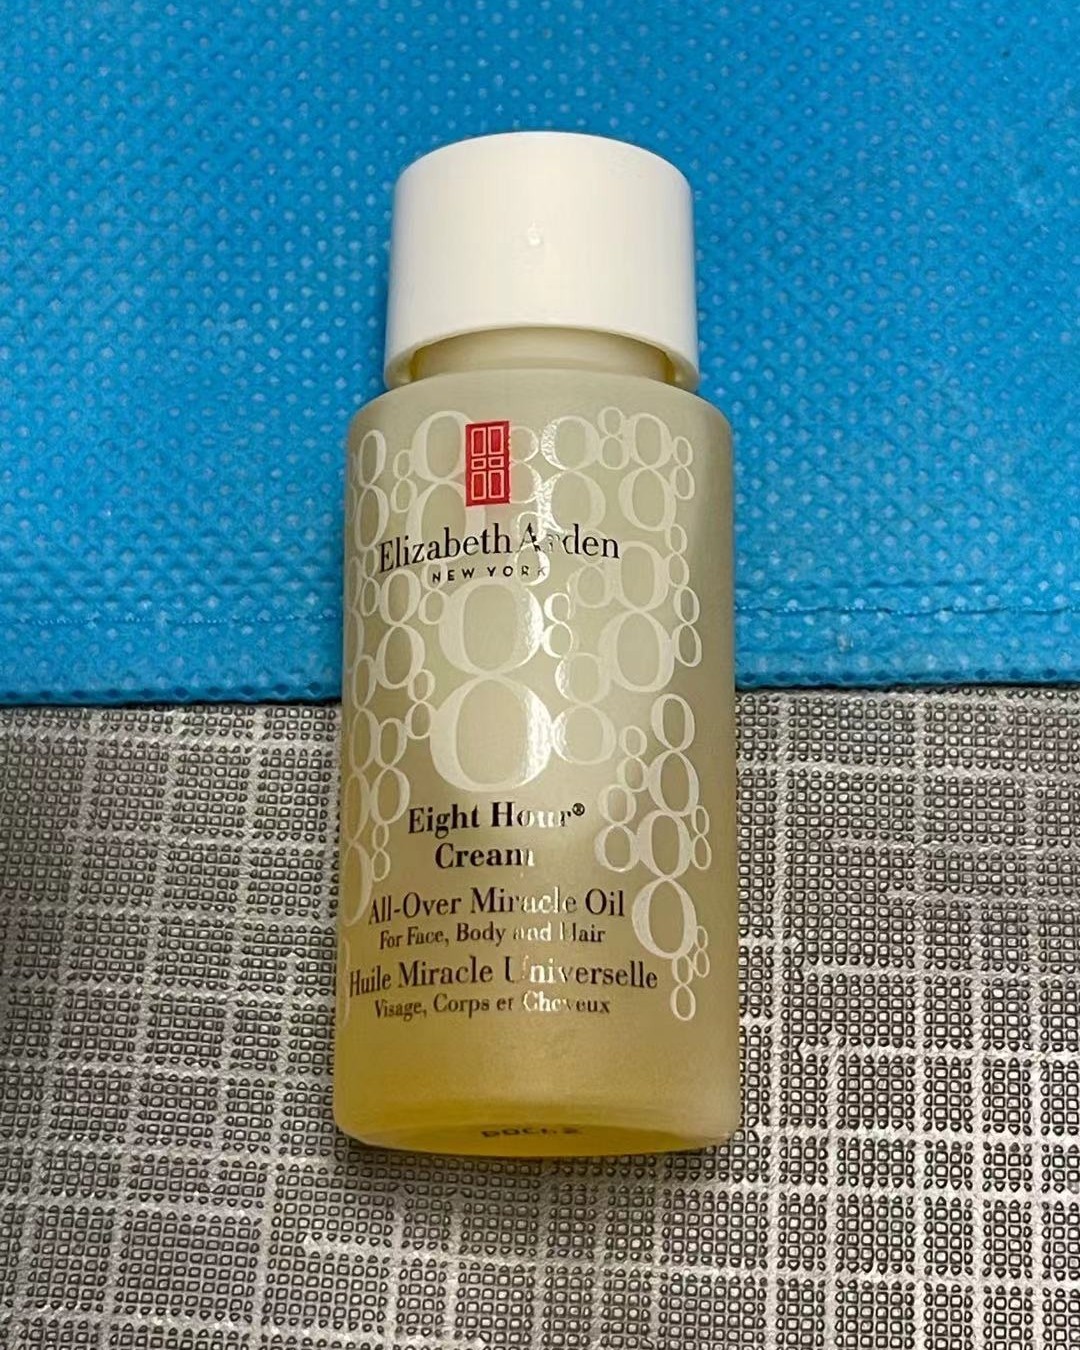 Elizabeth Arden
NEW YORK
Eight Hour®
Cream
All-Over Miracle Oil
For Face, Body and Hair
Huile Miracle Universelle
Visage, Corps et Cheveux